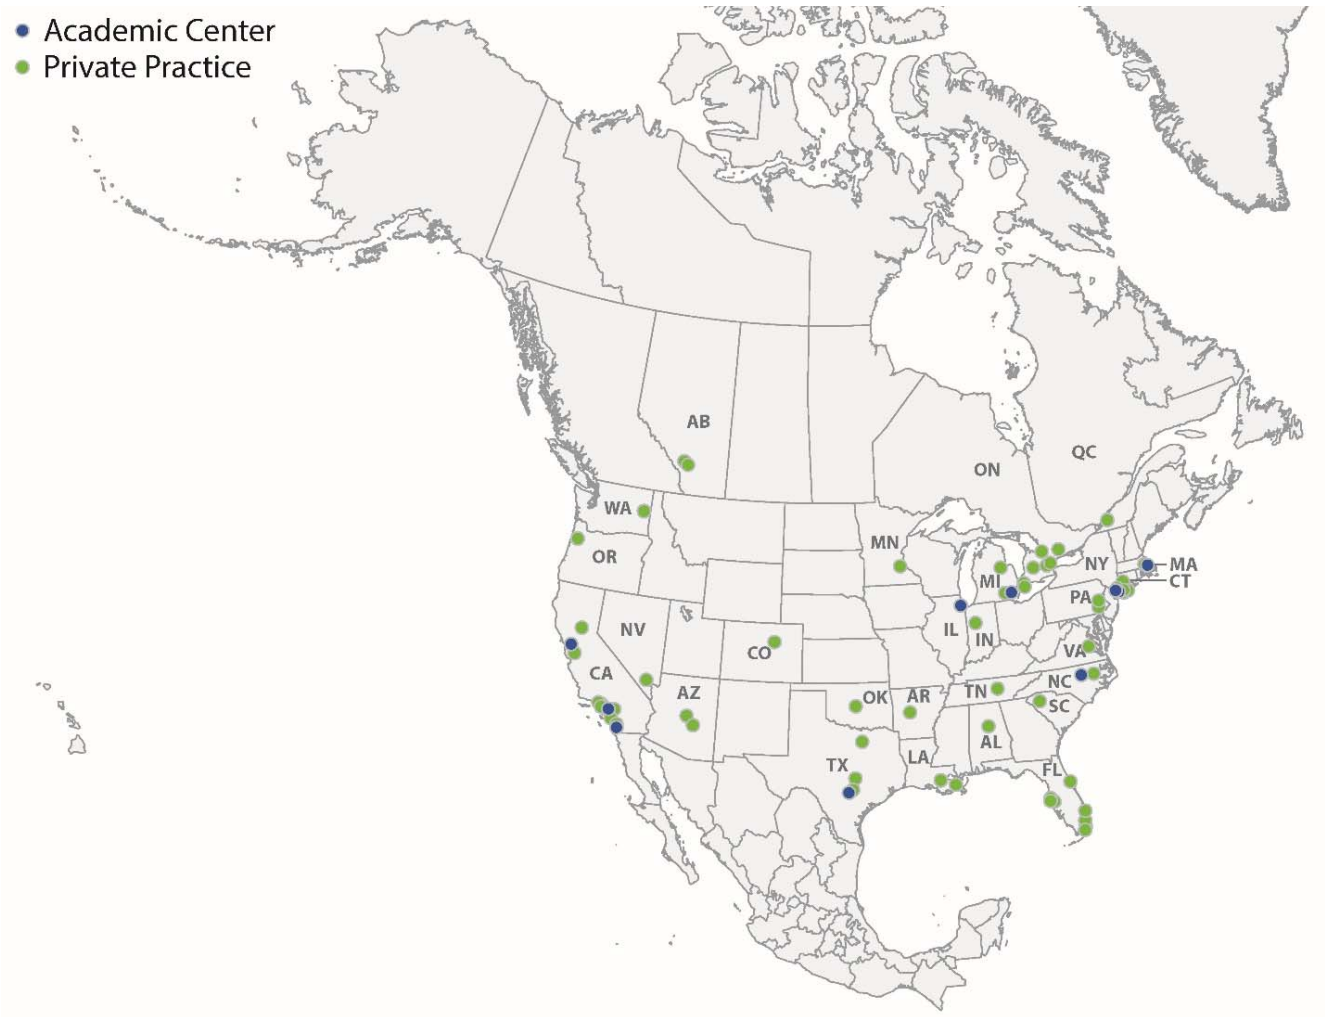 Academic Center
Private Practice
AB
ON
QC
WA
OR
MN
MI
NY
MA
CT
PA
NV
IL
IN
CO
VA
CA
AZ
OK
AR
TN
NC
SC
TX
LA
AL
FL